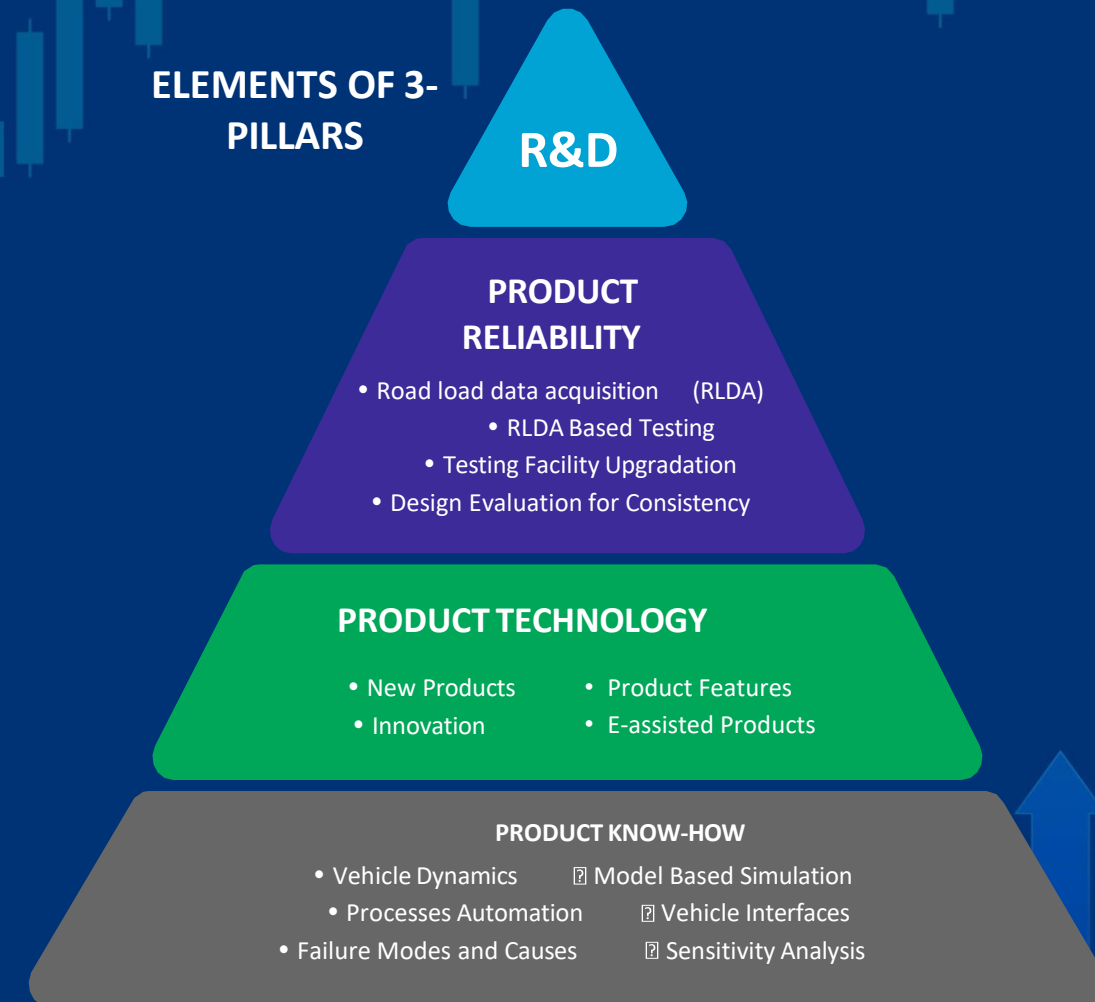 ELEMENTS OF 3-
PILLARS
R&D
PRODUCT
RELIABILITY
• Road load data acquisition (RLDA)
• RLDA Based Testing
• Testing Facility Upgradation
• Design Evaluation for Consistency
PRODUCT TECHNOLOGY
• New Products • Product Features
• Innovation • E-assisted Products
PRODUCT KNOW-HOW
• Vehicle Dynamics ⍰ Model Based Simulation
• Processes Automation ⍰ Vehicle Interfaces
• Failure Modes and Causes ⍰ Sensitivity Analysis